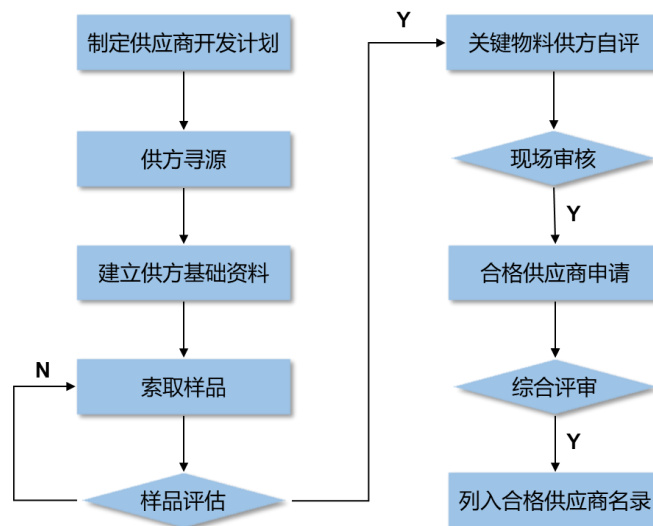 制定供应商开发计划
供方寻源
建立供方基础资料
N
索取样品
样品评估
Y
关键物料供方自评
现场审核
Y
合格供应商申请
综合评审
Y
列入合格供应商名录